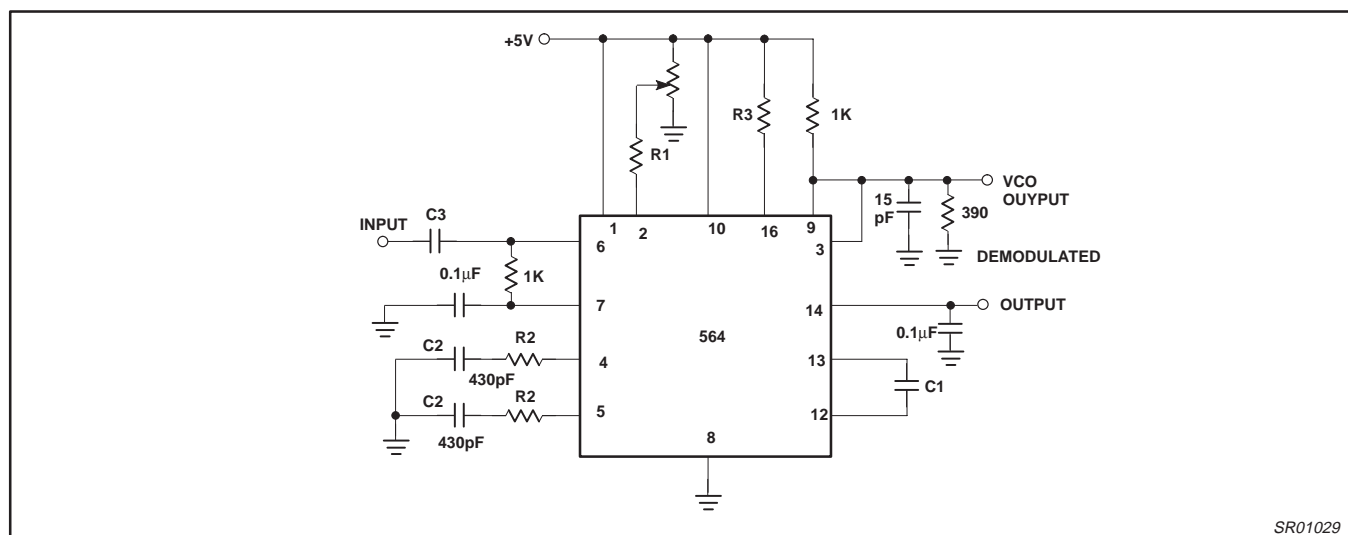 +5V
R3
1K
R1
VCO
OUYPUT
15
pF
390
C3
INPUT
1
2
10
16
9
6
3
DEMODULATED
1K
0.1μF
7
14
OUTPUT
0.1μF
564
C2
R2
4
13
430pF
C1
C2
R2
5
12
430pF
8
SR01029